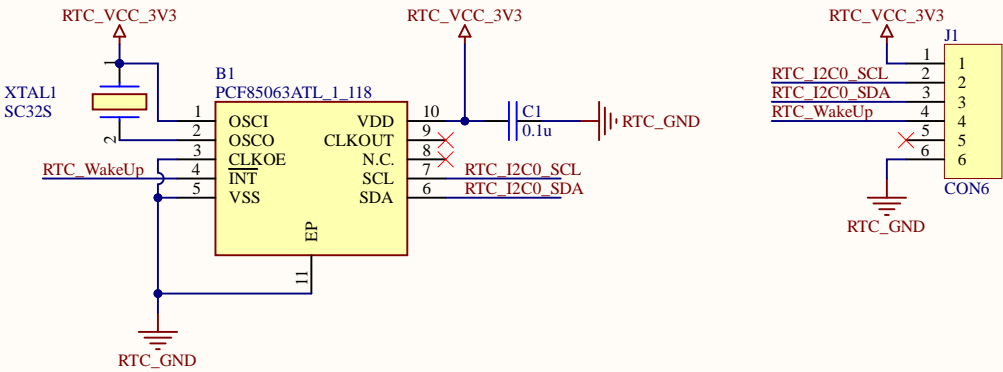 RTC_VCC_3V3
XTAL1
SC32S
1
2
B1
PCF85063ATL_1_118
1 OSCI
2 OSCO
3 CLKOE
4 INT
5 VSS
VDD 10
CLKOUT 9
N.C. 8
SCL 7
SDA 6
EP
11
RTC_WakeUp
RTC_GND
RTC_VCC_3V3
C1
0.1u
RTC_GND
RTC_I2C0_SCL
RTC_I2C0_SDA
RTC_VCC_3V3
J1
RTC_I2C0_SCL
RTC_I2C0_SDA
RTC_WakeUp
1 1
2 2
3 3
4 4
5 5
6 6
CON6
RTC_GND